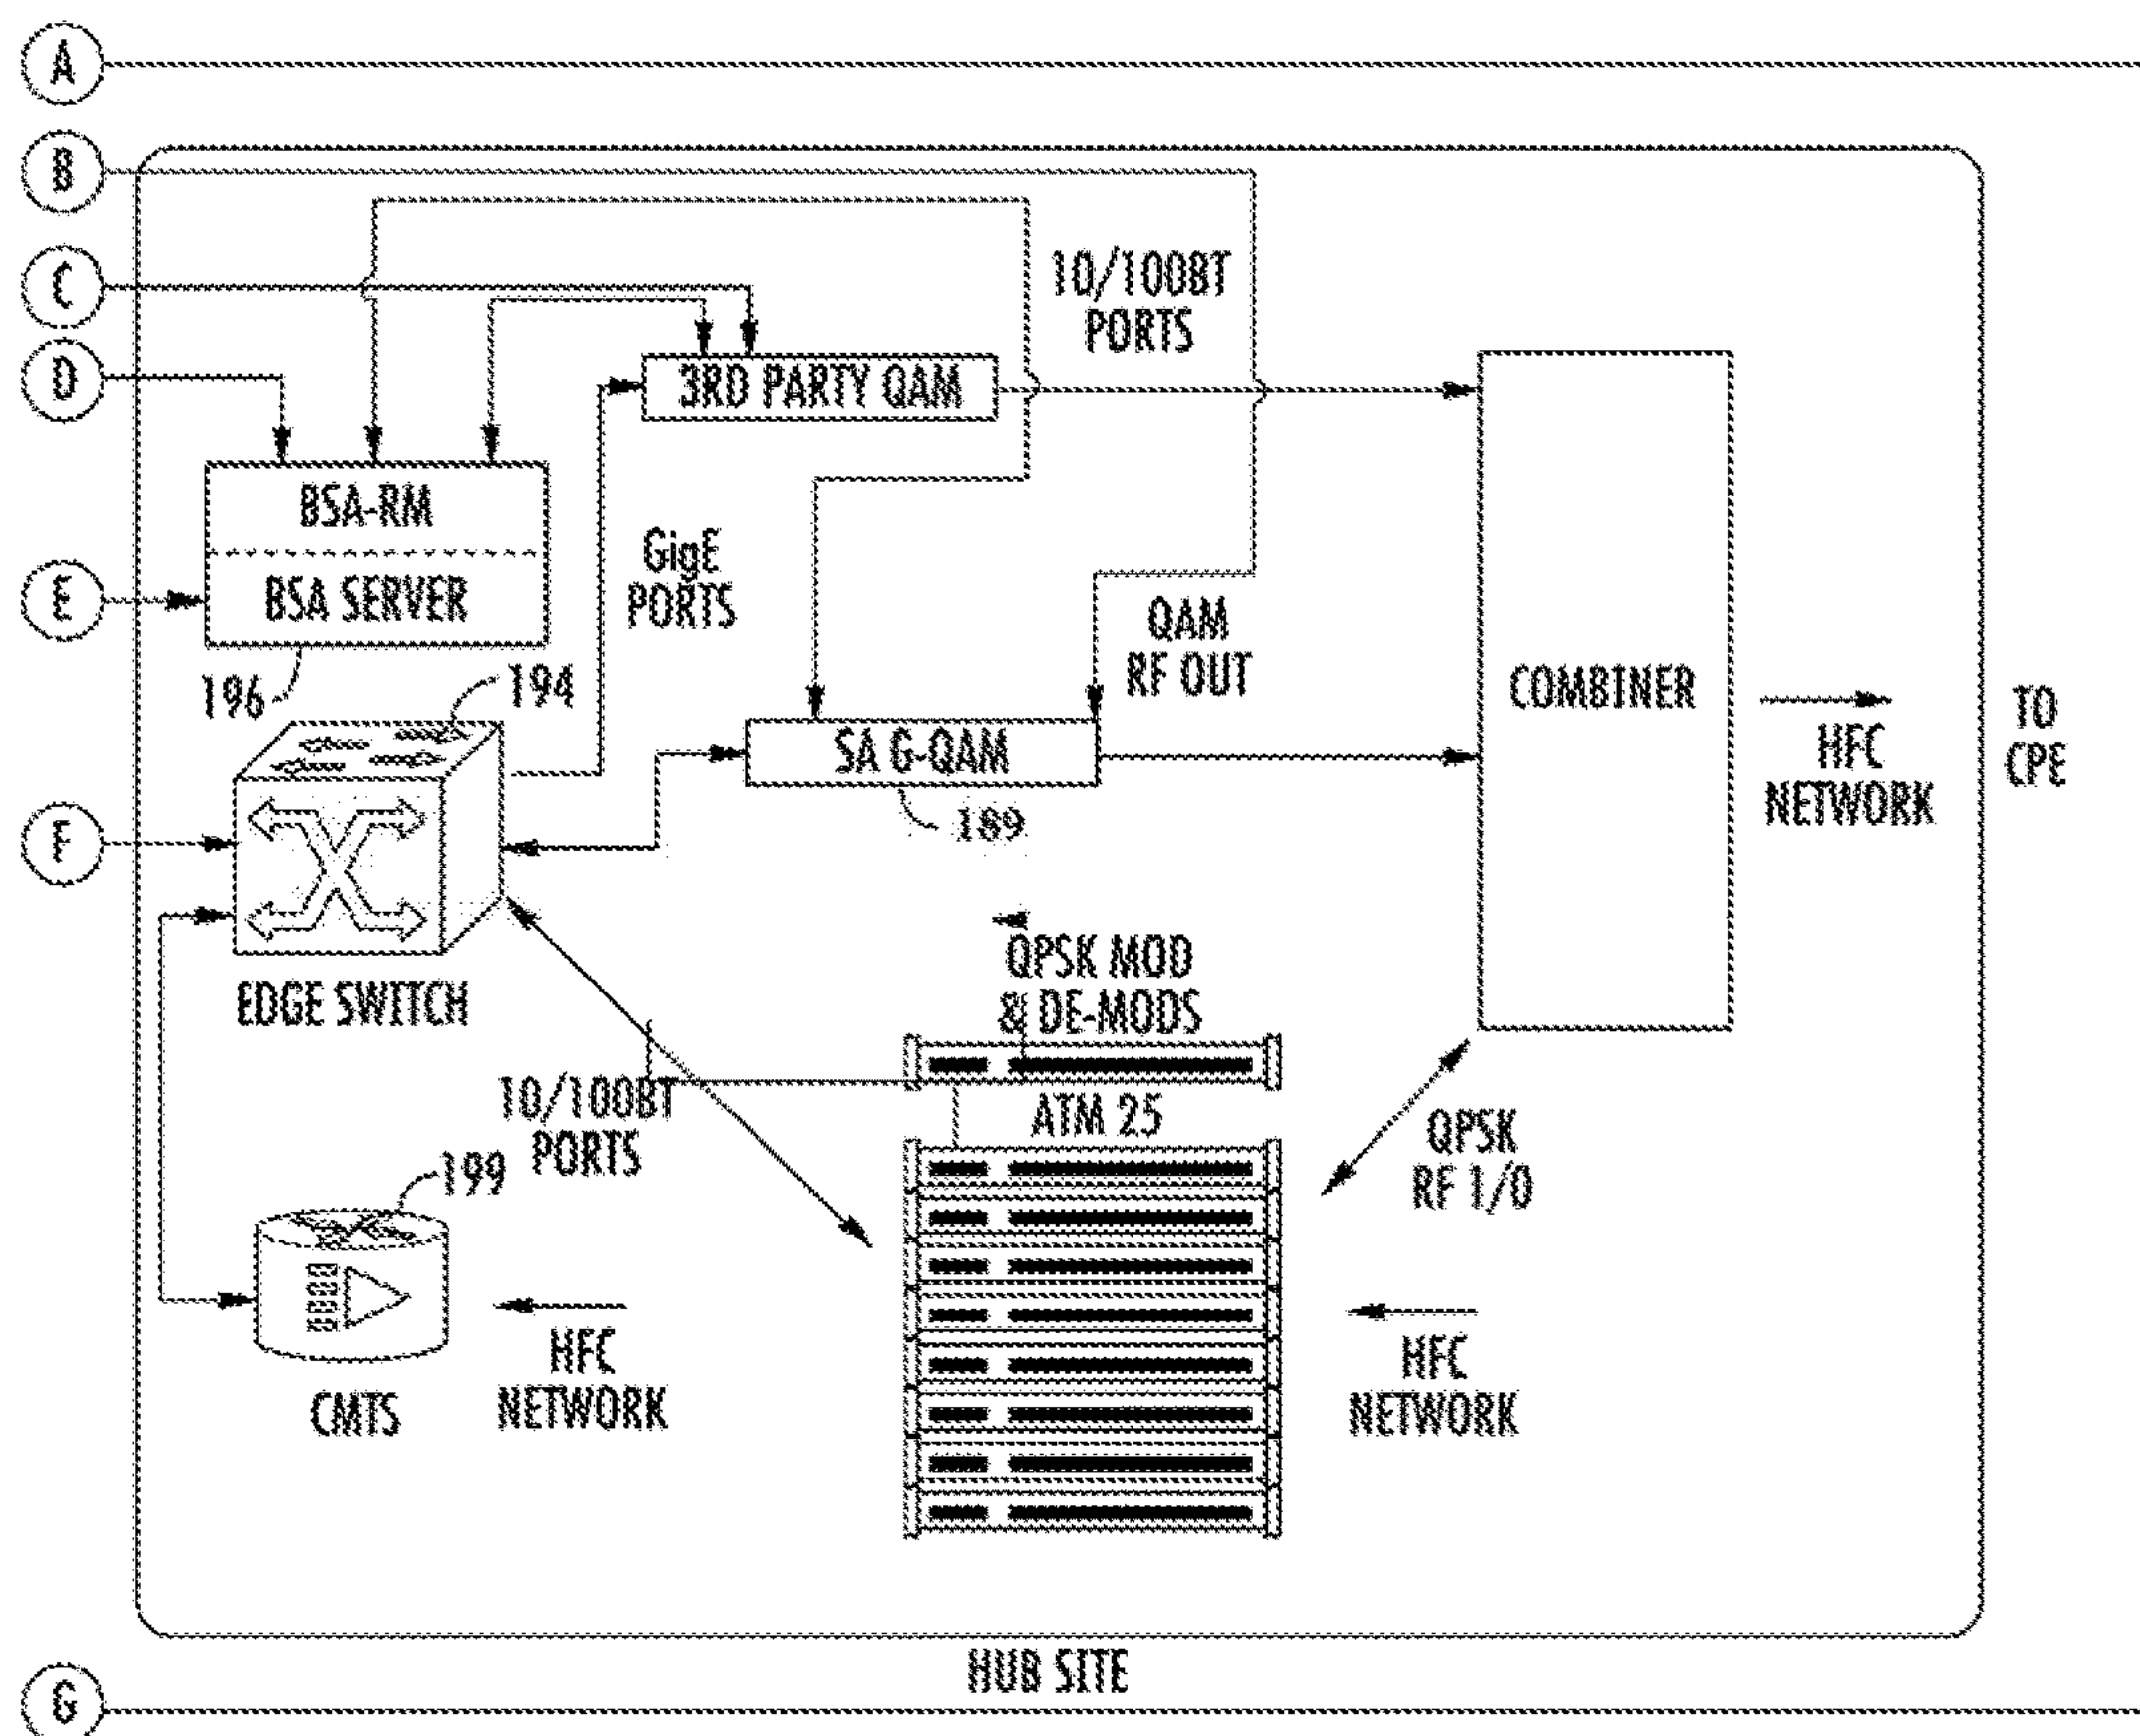 A
B
C
D
E
F
G
10/100BT
PORTS
3RD PARTY QAM
BSA-RM
BSA SERVER
196
GigE
PORTS
QAM
RF OUT
194
SA G-QAM
189
COMBINER
HFC
NETWORK
TO
CPE
EDGE SWITCH
QPSK MOD
& DE-MODS
10/100BT
PORTS
ATM 25
QPSK
RF 1/0
199
CMTS
HFC
NETWORK
HFC
NETWORK
HUB SITE